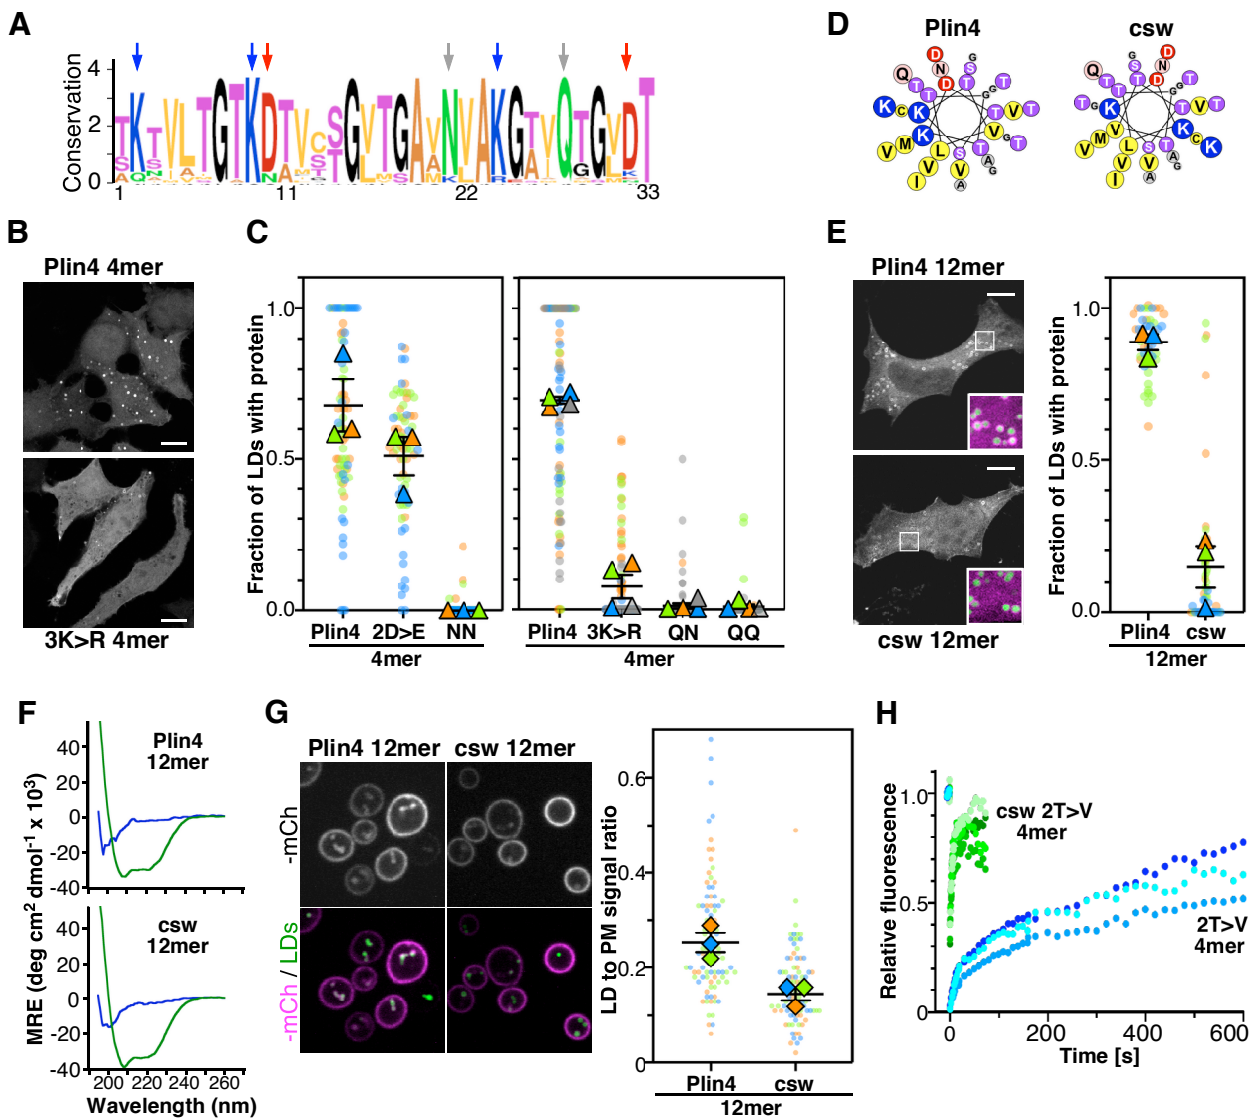 A
Conservation
4
2
0
1
11
22
33
D
Plin4
csw
B
Plin4 4mer
3K>R 4mer
C
Fraction of LDs with protein
1.0
0.5
0.0
Plin4 2D>E NN
4mer
Plin4 3K>R QN QQ
4mer
E
Plin4 12mer
csw 12mer
Fraction of LDs with protein
1.0
0.5
0.0
Plin4 csw
12mer
F
Plin4
12mer
40
20
0
-20
-40
csw
12mer
40
20
0
-20
-40
MRE (deg cm2 dmol-1 x 103)
200 220 240 260
Wavelength (nm)
G
Plin4 12mer csw 12mer
-mCh
-mCh / LDs
LD to PM signal ratio
0.6
0.4
0.2
0
Plin4 csw
12mer
H
Relative fluorescence
1.0
0.5
0
csw 2T>V
4mer
2T>V
4mer
0 200 400 600
Time [s]